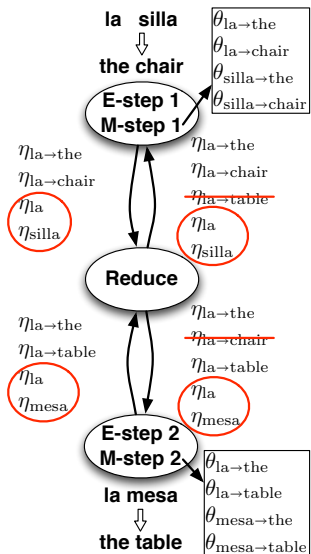 la silla
the chair
E-step 1
M-step 1
θla→the
θla→chair
θsilla→the
θsilla→chair
ηla→the
ηla→chair
ηla
ηsilla
ηla→the
ηla→chair
ηla→table
ηla
ηsilla
Reduce
ηla→the
ηla→table
ηla
ηmesa
ηla→the
ηla→chair
ηla→table
ηla
ηmesa
E-step 2
M-step 2
θla→the
θla→table
θmesa→the
θmesa→table
la mesa
the table